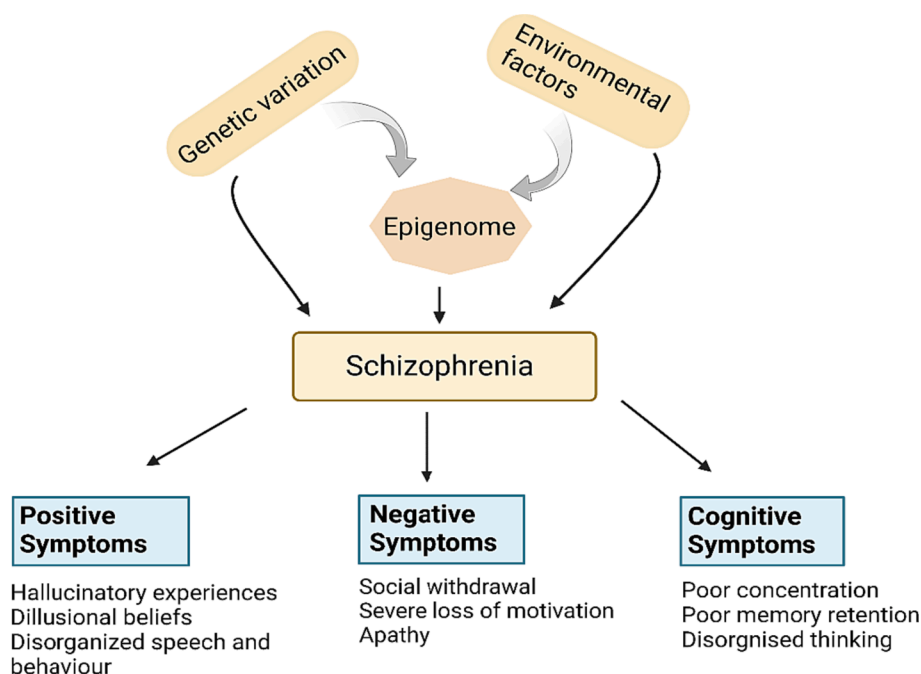 Genetic variation
Environmental
factors
Epigenome
Schizophrenia
Positive
Symptoms
Hallucinatory experiences
Dillusional beliefs
Disorganized speech and
behaviour
Negative
Symptoms
Social withdrawal
Severe loss of motivation
Apathy
Cognitive
Symptoms
Poor concentration
Poor memory retention
Disorgnised thinking